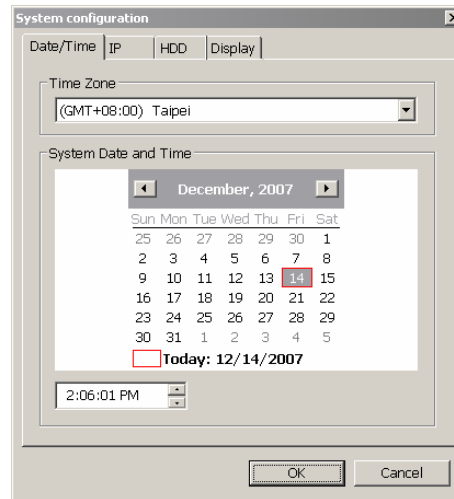 System configuration
Date/Time IP HDD Display
Time Zone
(GMT+08:00) Taipei
System Date and Time
December, 2007
Sun Mon Tue Wed Thu Fri Sat
25 26 27 28 29 30 1
2 3 4 5 6 7 8
9 10 11 12 13 14 15
16 17 18 19 20 21 22
23 24 25 26 27 28 29
30 31 1 2 3 4 5
Today: 12/14/2007
2:06:01 PM
OK Cancel